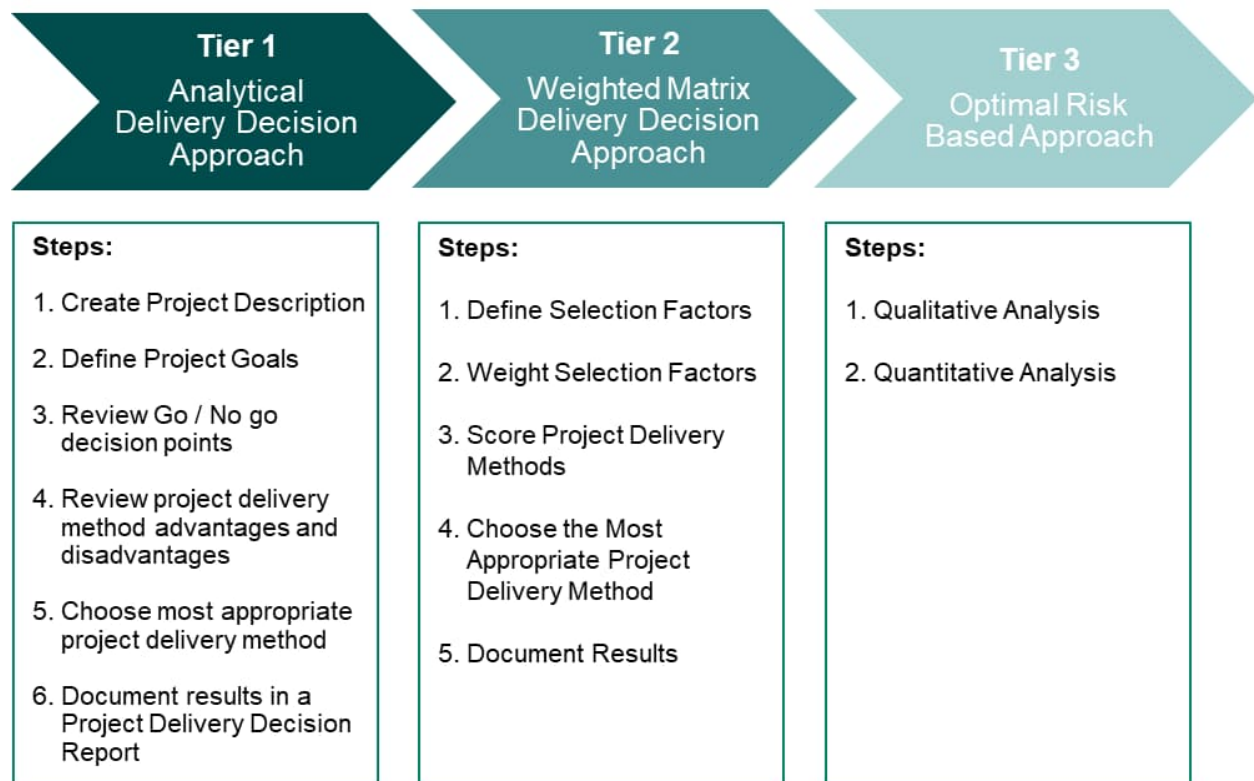 Tier 1
Analytical
Delivery Decision
Approach
Tier 2
Weighted Matrix
Delivery Decision
Approach
Tier 3
Optimal Risk
Based Approach
Steps:
1. Create Project Description
2. Define Project Goals
3. Review Go / No go
decision points
4. Review project delivery
method advantages and
disadvantages
5. Choose most appropriate
project delivery method
6. Document results in a
Project Delivery Decision
Report
Steps:
1. Define Selection Factors
2. Weight Selection Factors
3. Score Project Delivery
Methods
4. Choose the Most
Appropriate Project
Delivery Method
5. Document Results
Steps:
1. Qualitative Analysis
2. Quantitative Analysis